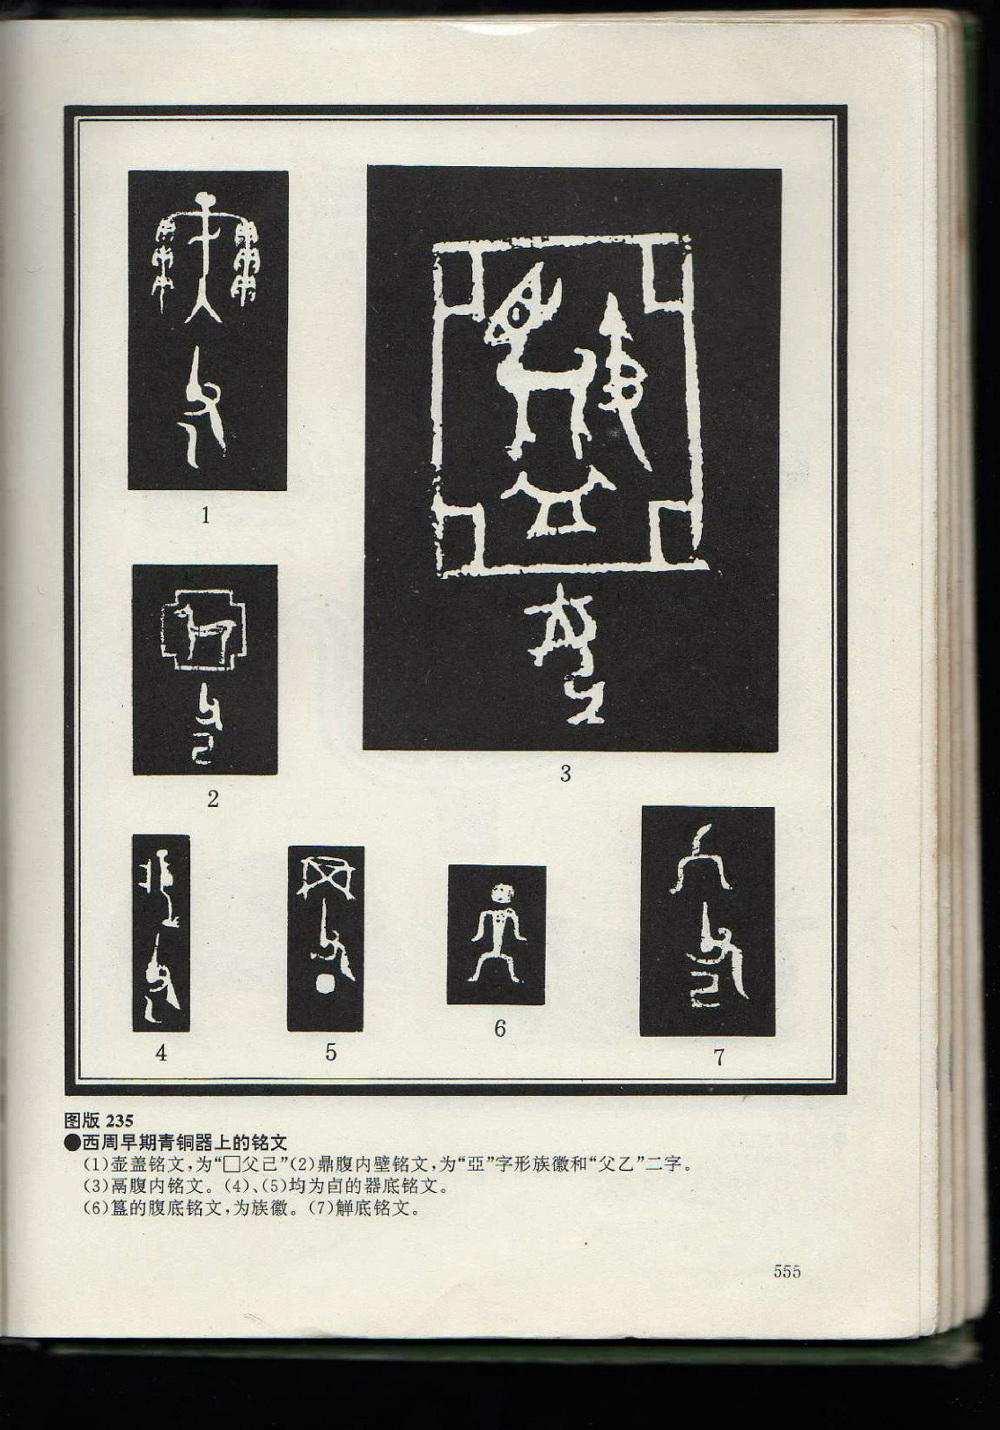 1
2
3
4
5
6
7
图版 235
●西周早期青铜器上的铭文
(1)壶盖铭文,为“□父己”(2)鼎腹内壁铭文,为“亞”字形族徽和“父乙”二字。
(3)鬲腹内铭文。(4)、(5)均为卣的器底铭文。
(6)簋的腹底铭文,为族徽。(7)觯底铭文。
555